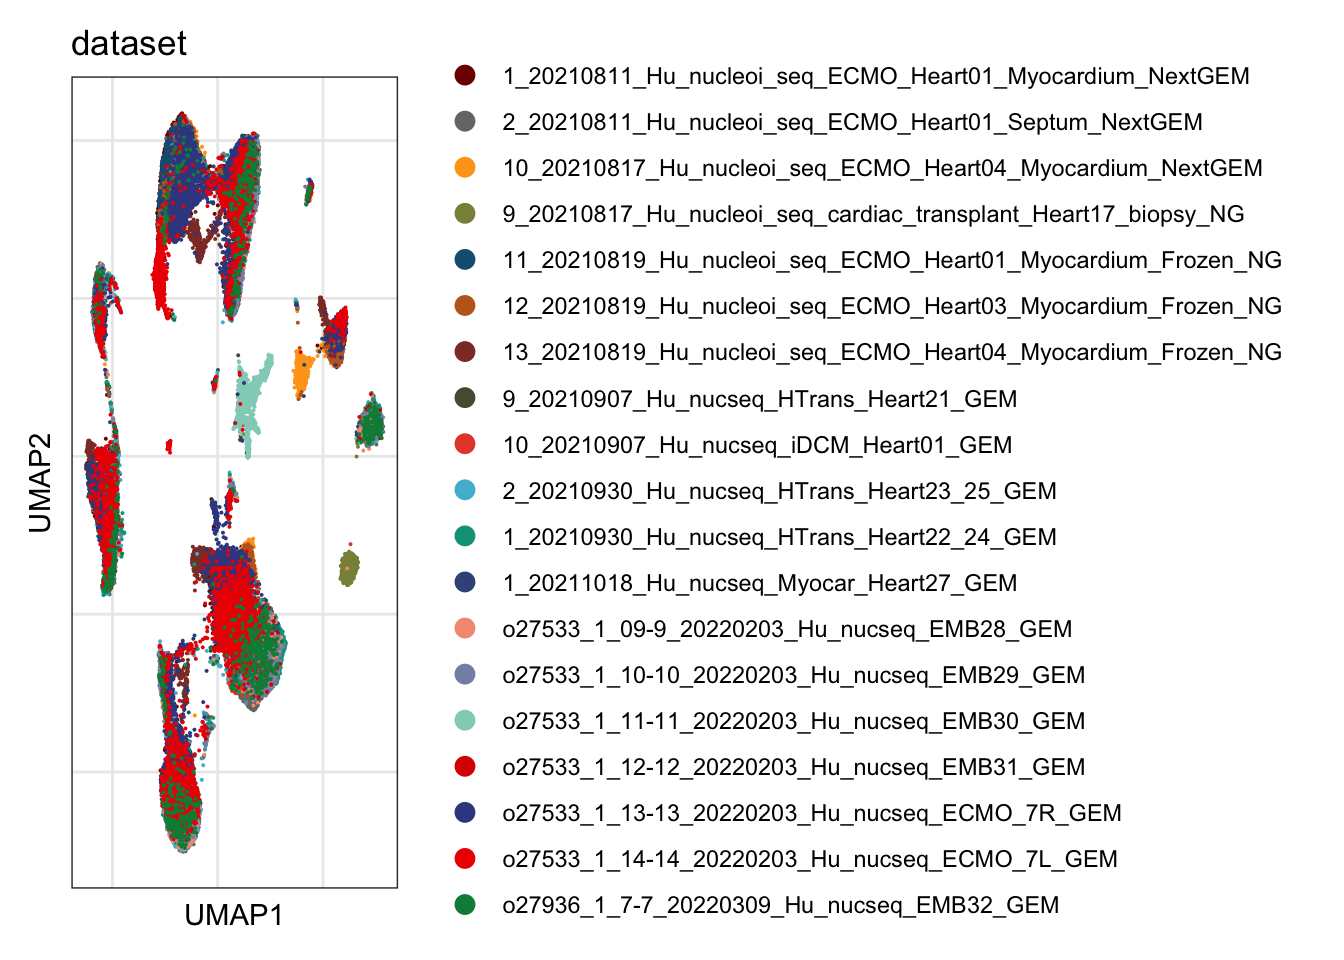 dataset
1_20210811_Hu_nucleoi_seq_ECMO_Heart01_Myocardium_NextGEM
2_20210811_Hu_nucleoi_seq_ECMO_Heart01_Septum_NextGEM
10_20210817_Hu_nucleoi_seq_ECMO_Heart04_Myocardium_NextGEM
9_20210817_Hu_nucleoi_seq_cardiac_transplant_Heart17_biopsy_NG
11_20210819_Hu_nucleoi_seq_ECMO_Heart01_Myocardium_Frozen_NG
12_20210819_Hu_nucleoi_seq_ECMO_Heart03_Myocardium_Frozen_NG
13_20210819_Hu_nucleoi_seq_ECMO_Heart04_Myocardium_Frozen_NG
9_20210907_Hu_nucseq_HTrans_Heart21_GEM
10_20210907_Hu_nucseq_iDCM_Heart01_GEM
2_20210930_Hu_nucseq_HTrans_Heart23_25_GEM
1_20210930_Hu_nucseq_HTrans_Heart22_24_GEM
1_20211018_Hu_nucseq_Myocar_Heart27_GEM
o27533_1_09-9_20220203_Hu_nucseq_EMB28_GEM
o27533_1_10-10_20220203_Hu_nucseq_EMB29_GEM
o27533_1_11-11_20220203_Hu_nucseq_EMB30_GEM
o27533_1_12-12_20220203_Hu_nucseq_EMB31_GEM
o27533_1_13-13_20220203_Hu_nucseq_ECMO_7R_GEM
o27533_1_14-14_20220203_Hu_nucseq_ECMO_7L_GEM
o27936_1_7-7_20220309_Hu_nucseq_EMB32_GEM
UMAP2
UMAP1